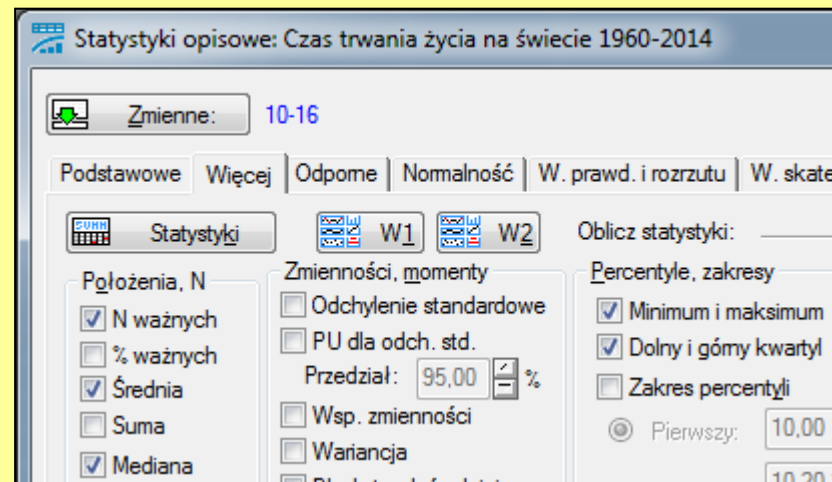 Statystyki opisowe: Czas trwania życia na świecie 1960-2014
Zmienne: 10-16
Podstawowe Więcej Odporne Normalność W. prawd. i rozrzutu W. skate
SUMM Statystyki W1 W2 Oblicz statystyki:
Położenia, N
N ważnych
% ważnych
Średnia
Suma
Mediana
Zmienności, momenty
Odchylenie standardowe
PU dla odch. std.
Przedział: 95,00 %
Wsp. zmienności
Wariancja
Percentyle, zakresy
Minimum i maksimum
Dolny i górny kwartyl
Zakres percentyli
Pierwszy: 10,00